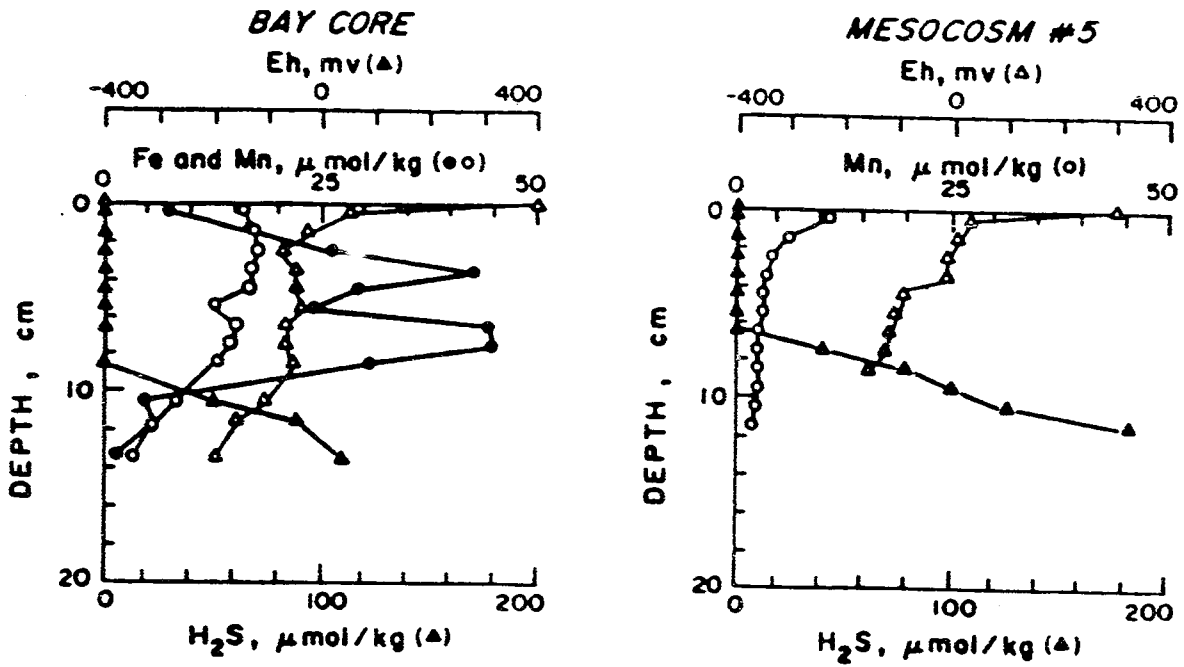 BAY CORE
Eh, mv (▲)
-400 0 400
Fe and Mn, μ mol/kg (●○)
0 25 50
0
10
20
DEPTH, cm
0 100 200
H₂S, μmol/kg (▲)
MESOCOSM #5
Eh, mv (△)
-400 0 400
Mn, μ mol/kg (○)
0 25 50
0
10
20
DEPTH, cm
0 100 200
H₂S, μmol/kg (▲)